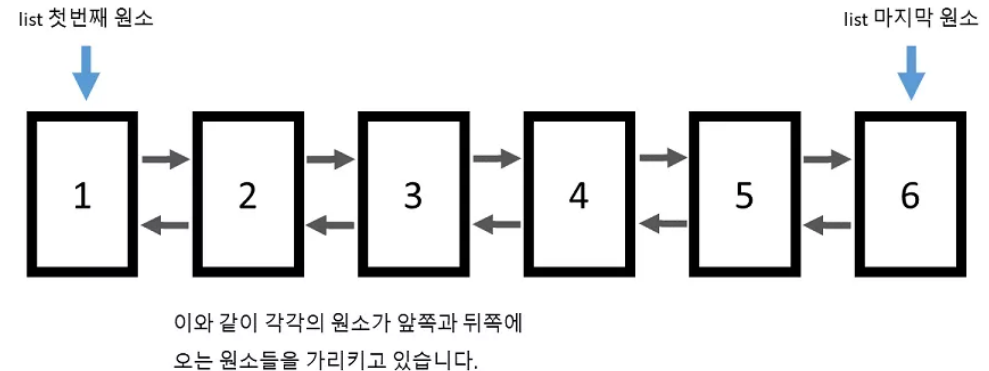 list 첫번째 원소
list 마지막 원소
1
2
3
4
5
6
이와 같이 각각의 원소가 앞쪽과 뒤쪽에
오는 원소들을 가리키고 있습니다.